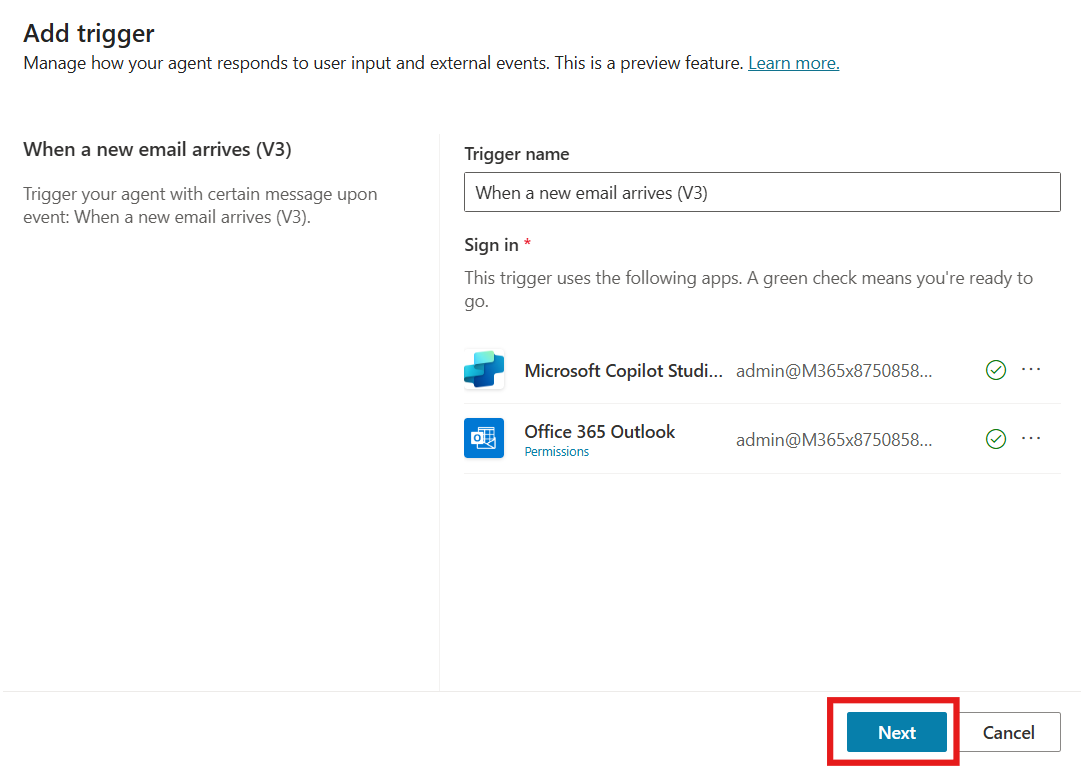 Add trigger
Manage how your agent responds to user input and external events. This is a preview feature. Learn more.
When a new email arrives (V3)
Trigger your agent with certain message upon
event: When a new email arrives (V3).
Trigger name
When a new email arrives (V3)
Sign in *
This trigger uses the following apps. A green check means you're ready to
go.
Microsoft Copilot Studi... admin@M365x8750858...
Office 365 Outlook admin@M365x8750858...
Permissions
Next Cancel